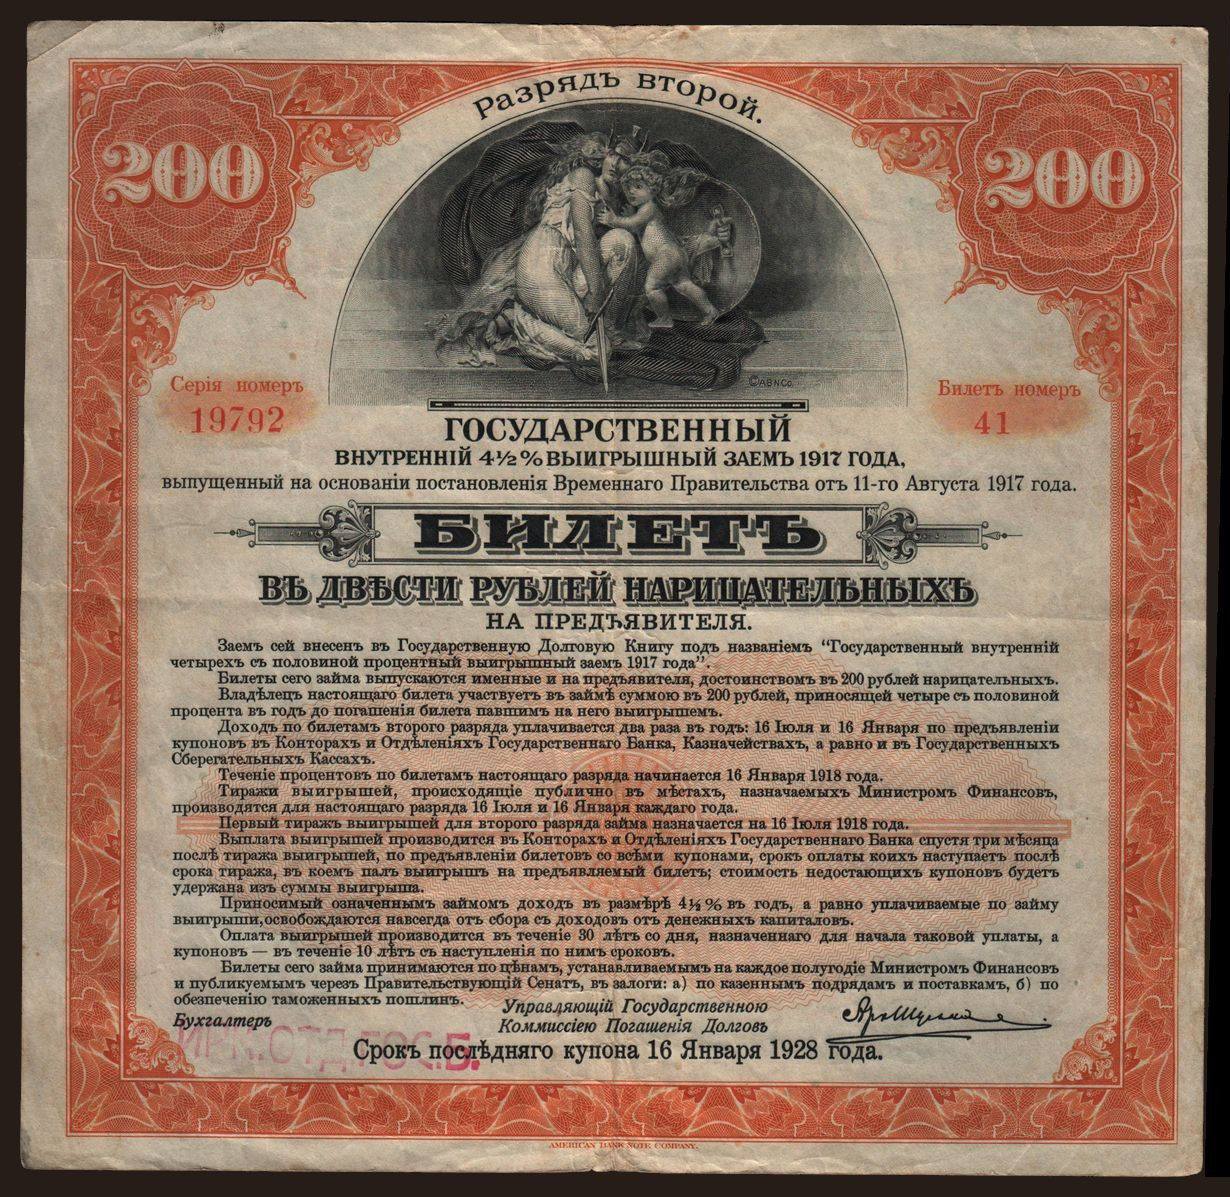 Разрядъ второй.
200
200
©ABNCo.
Серія номеръ
19792
Билетъ номеръ
41
ГОСУДАРСТВЕННЫЙ
ВНУТРЕННІЙ 4½% ВЫИГРЫШНЫЙ ЗАЕМЪ 1917 ГОДА,
выпущенный на основаніи постановленія Временнаго Правительства отъ 11-го Августа 1917 года.
БИЛЕТЪ
ВЪ ДВѢСТИ РУБЛЕЙ НАРИЦАТЕЛЬНЫХЪ
НА ПРЕДЪЯВИТЕЛЯ.
Заемъ сей внесенъ въ Государственную Долговую Книгу подъ названіемъ "Государственный внутренній
четырехъ съ половиной процентный выигрышный заемъ 1917 года".
Билеты сего займа выпускаются именные и на предъявителя, достоинствомъ въ 200 рублей нарицательныхъ.
Владѣлецъ настоящаго билета участвуетъ въ займѣ суммою въ 200 рублей, приносящей четыре съ половиной
процента въ годъ до погашенія билета павшимъ на него выигрышемъ.
Доходъ по билетамъ второго разряда уплачивается два раза въ годъ: 16 Іюля и 16 Января по предъявленіи
купоновъ въ Конторахъ и Отдѣленіяхъ Государственнаго Банка, Казначействахъ, а равно и въ Государственныхъ
Сберегательныхъ Кассахъ.
Теченіе процентовъ по билетамъ настоящаго разряда начинается 16 Января 1918 года.
Тиражи выигрышей, происходящіе публично въ мѣстахъ, назначаемыхъ Министромъ Финансовъ,
производятся для настоящаго разряда 16 Іюля и 16 Января каждаго года.
Первый тиражъ выигрышей для второго разряда займа назначается на 16 Іюля 1918 года.
Выплата выигрышей производится въ Конторахъ и Отдѣленіяхъ Государственнаго Банка спустя три мѣсяца
послѣ тиража выигрышей, по предъявленіи билетовъ со всѣми купонами, срокъ оплаты коихъ наступаетъ послѣ
срока тиража, въ коемъ палъ выигрышъ на предъявляемый билетъ; стоимость недостающихъ купоновъ будетъ
удержана изъ суммы выигрыша.
Приносимый означеннымъ займомъ доходъ въ размѣрѣ 4½% въ годъ, а равно уплачиваемые по займу
выигрыши, освобождаются навсегда отъ сбора съ доходовъ отъ денежныхъ капиталовъ.
Оплата выигрышей производится въ теченіе 30 лѣтъ со дня, назначеннаго для начала таковой уплаты, а
купоновъ — въ теченіе 10 лѣтъ съ наступленія по нимъ сроковъ.
Билеты сего займа принимаются по цѣнамъ, устанавливаемымъ на каждое полугодіе Министромъ Финансовъ
и публикуемымъ черезъ Правительствующій Сенатъ, въ залоги: а) по казеннымъ подрядамъ и поставкамъ, б) по
обезпеченію таможенныхъ пошлинъ.
Управляющій Государственною
Коммиссіею Погашенія Долговъ
Бухгалтеръ
ИРК. ОТД. ГОС. Б.
Срокъ послѣдняго купона 16 Января 1928 года.
AMERICAN BANK NOTE COMPANY.